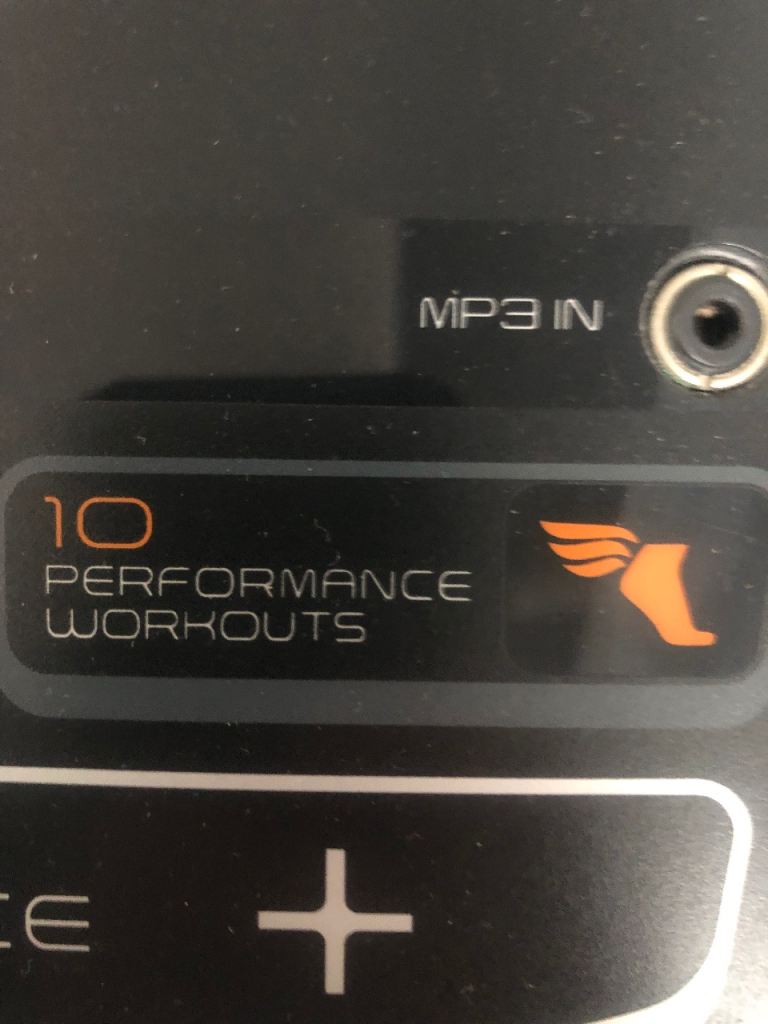 MP3 IN
10
PERFORMANCE
WORKOUTS
+